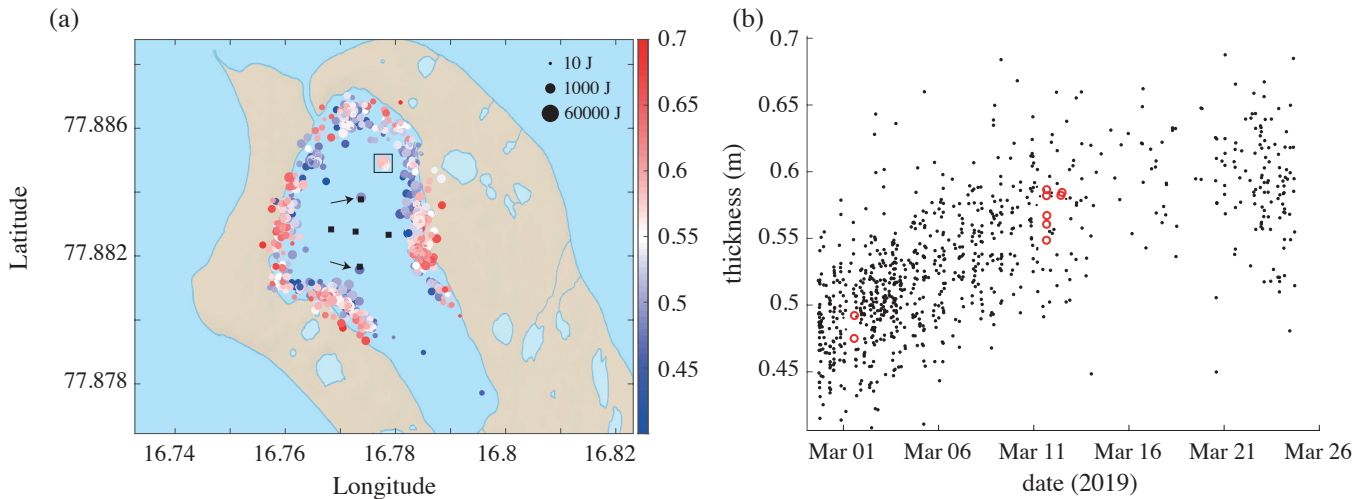 (a)
10 J
1000 J
60000 J
Latitude
77.886
77.882
77.878
16.74 16.76 16.78 16.8 16.82
Longitude
0.7
0.65
0.6
0.55
0.5
0.45
(b)
0.7
0.65
0.6
0.55
0.5
0.45
thickness (m)
Mar 01 Mar 06 Mar 11 Mar 16 Mar 21 Mar 26
date (2019)